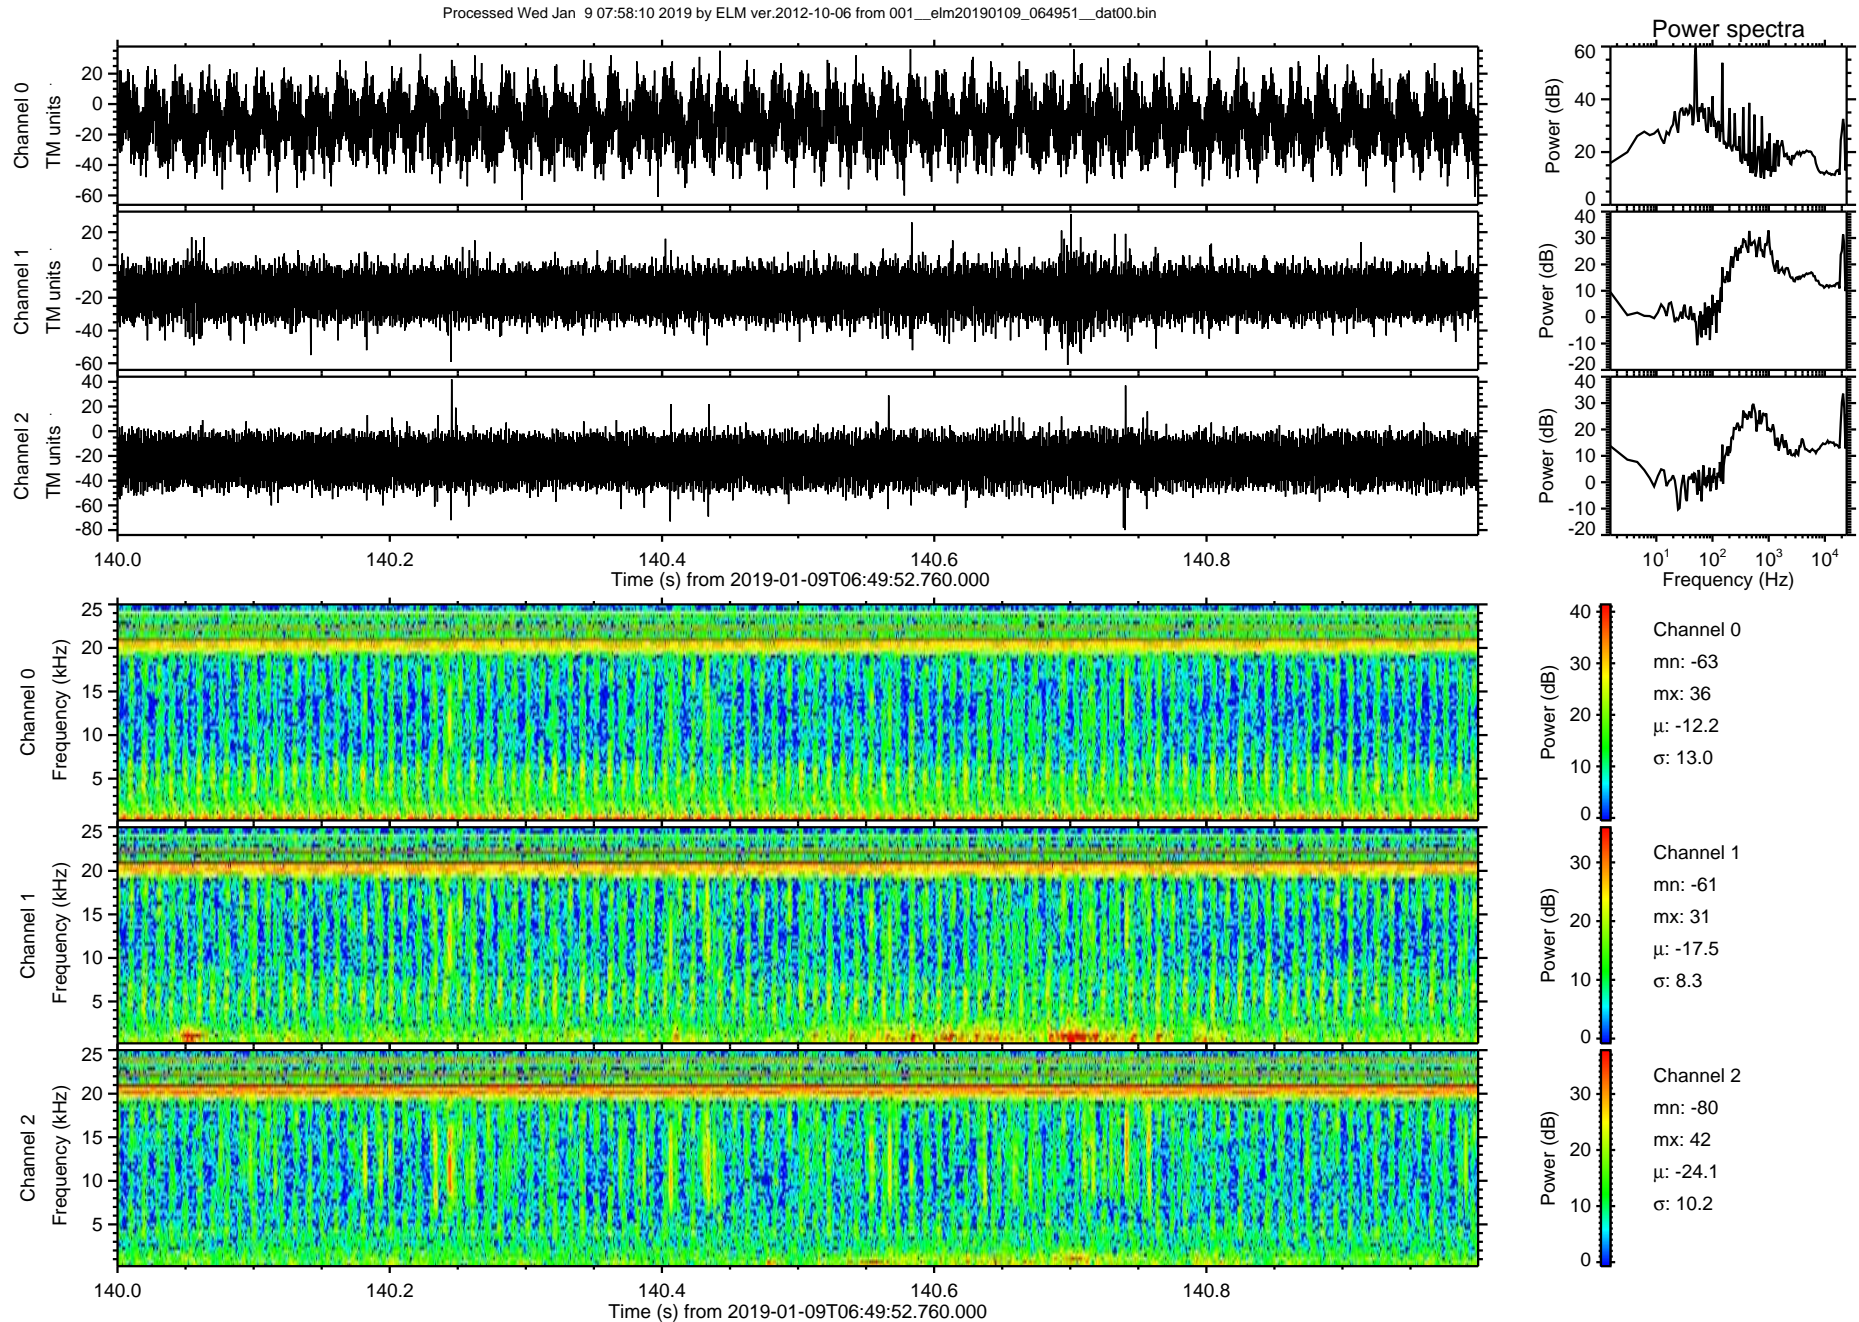 Processed Wed Jan  9 07:58:10 2019 by ELM ver.2012-10-06 from 001__elm20190109_064951__dat00.bin
Power spectra
Channel 0
TM units
20
0
-20
-40
-60
Power (dB)
60
40
20
0
Channel 1
TM units
20
0
-20
-40
-60
Power (dB)
40
30
20
10
0
-10
-20
Channel 2
TM units
40
20
0
-20
-40
-60
-80
Power (dB)
40
30
20
10
0
-10
-20
140.0 140.2 140.4 140.6 140.8
Time (s) from 2019-01-09T06:49:52.760.000
10¹ 10² 10³ 10⁴
Frequency (Hz)
Channel 0
Frequency (kHz)
25
20
15
10
5
Power (dB)
40
30
20
10
0
Channel 0
mn: -63
mx: 36
μ: -12.2
σ: 13.0
Channel 1
Frequency (kHz)
25
20
15
10
5
Power (dB)
30
20
10
0
Channel 1
mn: -61
mx: 31
μ: -17.5
σ: 8.3
Channel 2
Frequency (kHz)
25
20
15
10
5
Power (dB)
30
20
10
0
Channel 2
mn: -80
mx: 42
μ: -24.1
σ: 10.2
140.0 140.2 140.4 140.6 140.8
Time (s) from 2019-01-09T06:49:52.760.000